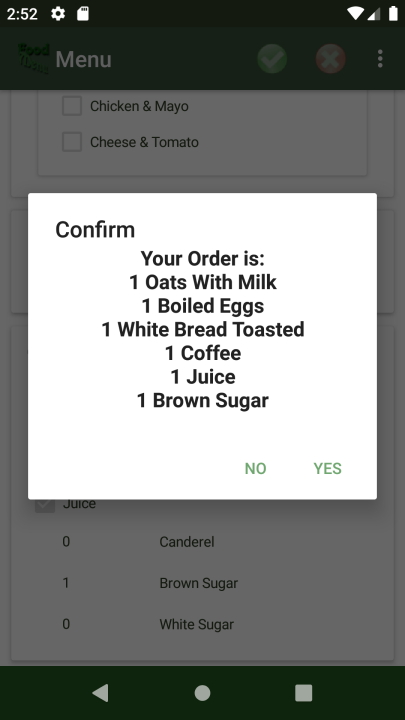 2:52
Food
Menu
Chicken & Mayo
Cheese & Tomato
Confirm
Your Order is:
1 Oats With Milk
1 Boiled Eggs
1 White Bread Toasted
1 Coffee
1 Juice
1 Brown Sugar
NO YES
Juice
0 Canderel
1 Brown Sugar
0 White Sugar